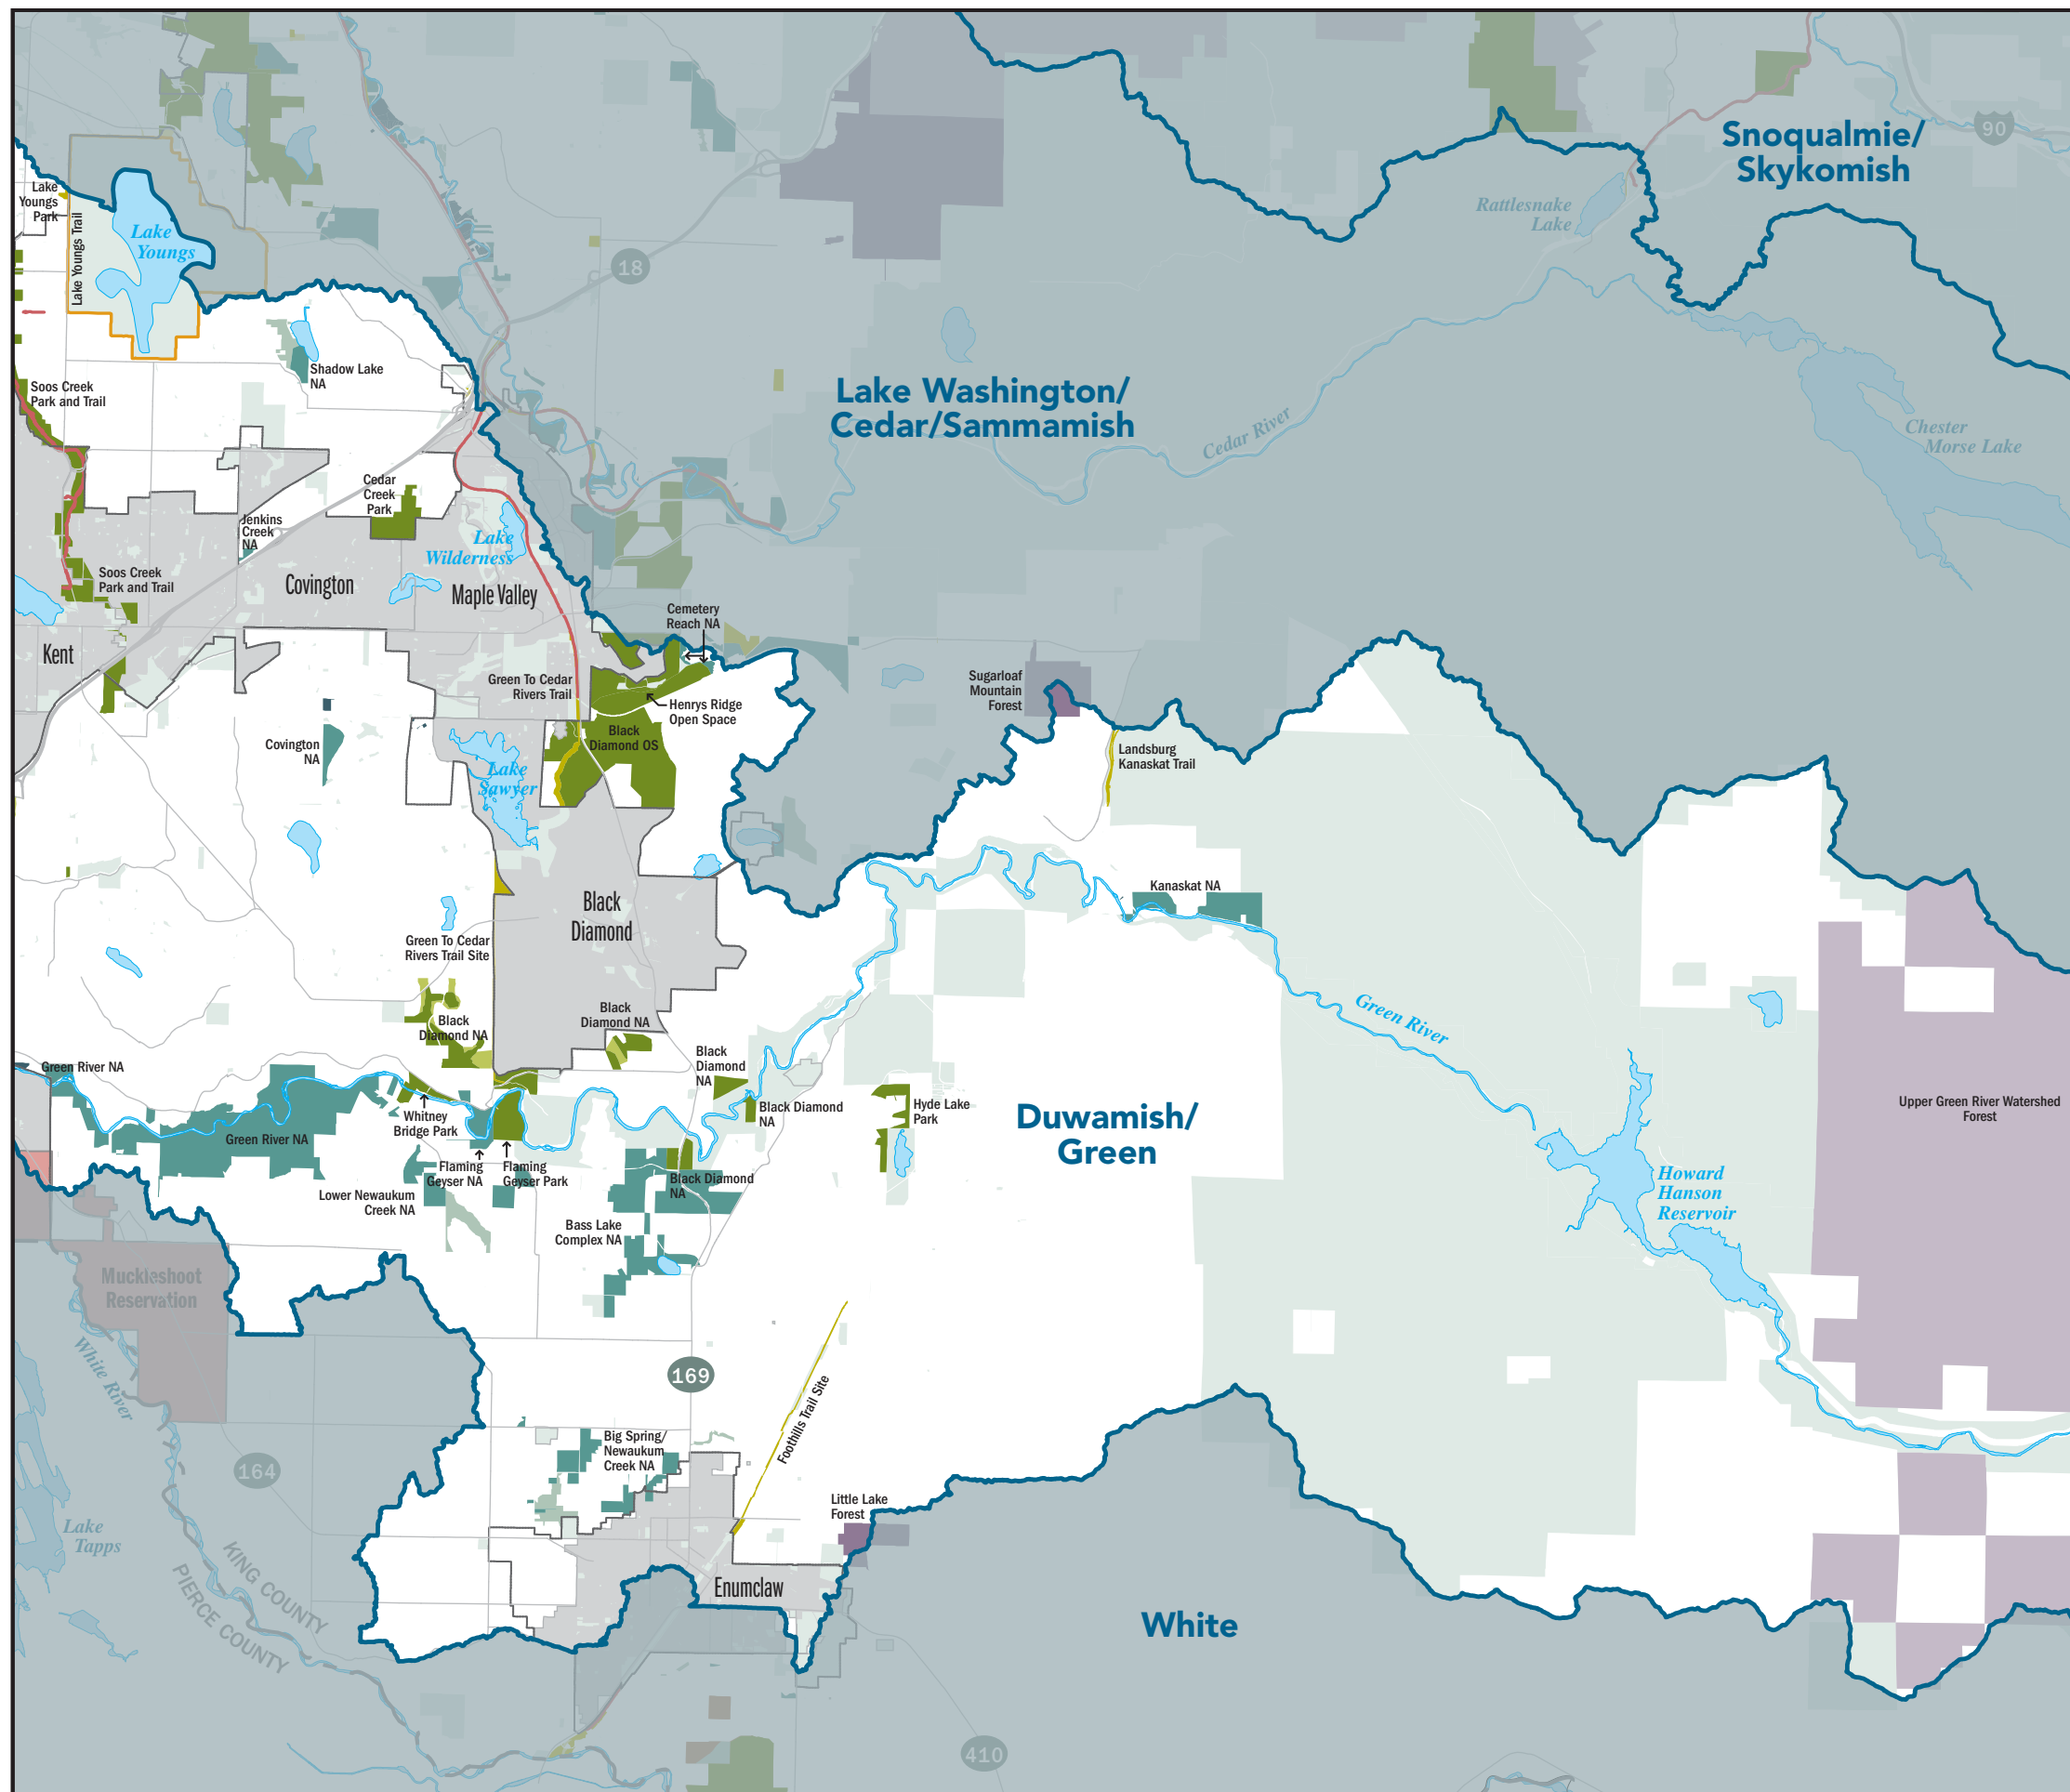 Snoqualmie/
Skykomish
90
Rattlesnake
Lake
Lake
Youngs
Park
Lake Youngs Trail
Lake
Youngs
18
Shadow Lake
NA
Soos Creek
Park and Trail
Lake Washington/
Cedar/Sammamish
Cedar River
Chester
Morse Lake
Cedar
Creek
Park
Jenkins
Creek
NA
Lake
Wilderness
Soos Creek
Park and Trail
Covington
Maple Valley
Cemetery
Reach NA
Kent
Green To Cedar
Rivers Trail
Henrys Ridge
Open Space
Sugarloaf
Mountain
Forest
Black
Diamond OS
Covington
NA
Landsburg
Kanaskat Trail
Lake
Sawyer
Kanaskat NA
Black
Diamond
Green To Cedar
Rivers Trail Site
Green River
Black
Diamond NA
Black
Diamond NA
Black
Diamond
NA
Green River NA
Whitney
Bridge Park
Black Diamond
NA
Hyde Lake
Park
Duwamish/
Green
Upper Green River Watershed
Forest
Green River NA
Flaming
Geyser NA
Flaming
Geyser Park
Black Diamond
NA
Howard
Hanson
Reservoir
Lower Newaukum
Creek NA
Bass Lake
Complex NA
Muckleshoot
Reservation
White River
169
Foothills Trail Site
Big Spring/
Newaukum
Creek NA
164
Little Lake
Forest
Lake
Tapps
KING COUNTY
PIERCE COUNTY
Enumclaw
White
410